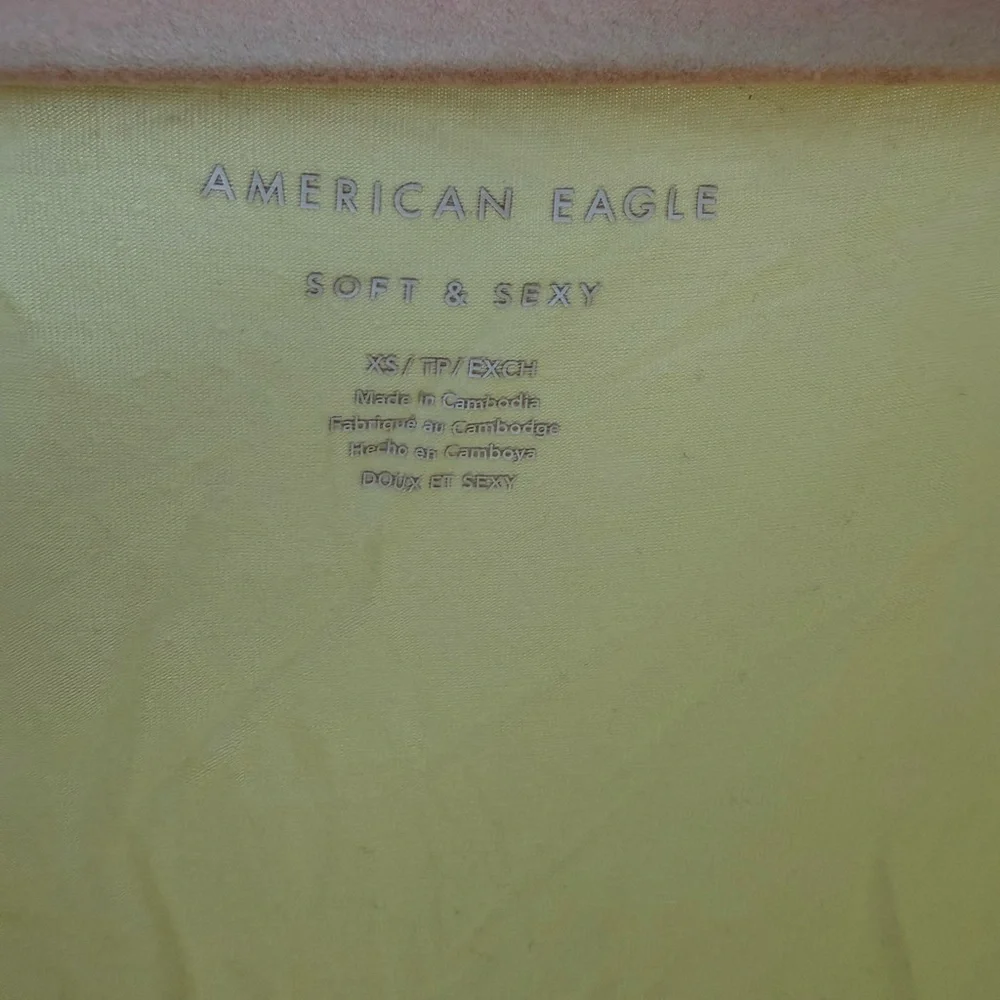 AMERICAN EAGLE
SOFT & SEXY
XS/ TP/ EXCH
Made in Cambodia
Fabriqué au Cambodge
Hecho en Camboya
DOUX ET SEXY